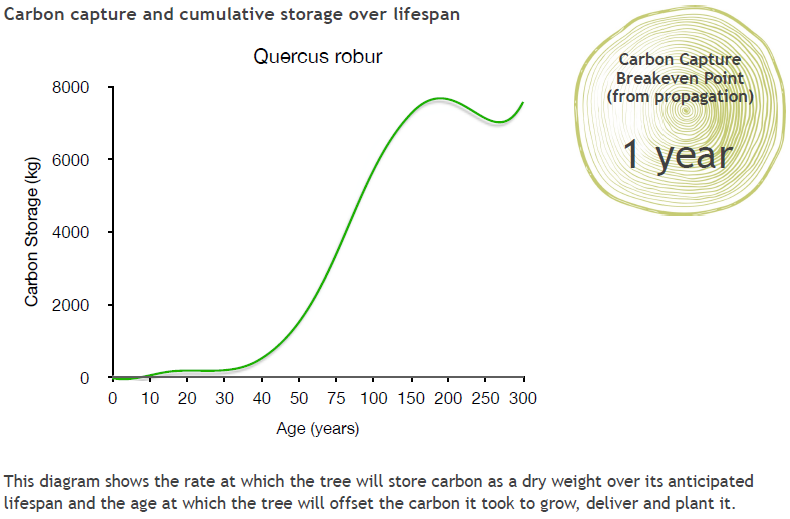 Carbon capture and cumulative storage over lifespan
Quercus robur
Carbon Capture
Breakeven Point
(from propagation)
1 year
8000
6000
4000
2000
0
Carbon Storage (kg)
0 10 20 30 40 50 75 100 150 200 250 300
Age (years)
This diagram shows the rate at which the tree will store carbon as a dry weight over its anticipated
lifespan and the age at which the tree will offset the carbon it took to grow, deliver and plant it.